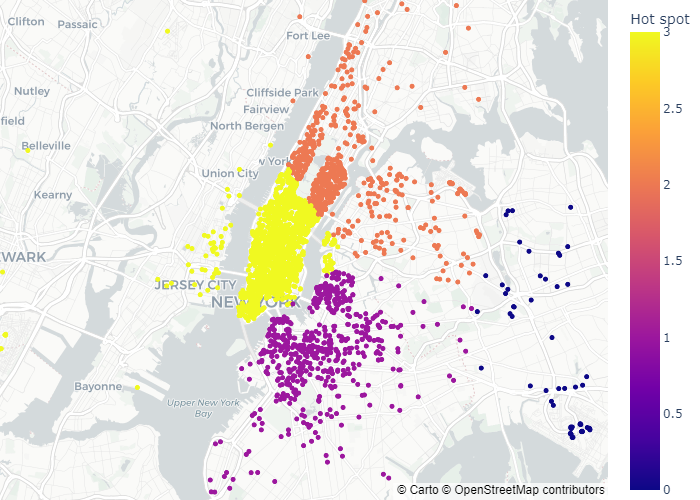 Clifton
Passaic
Fort Lee
Nutley
Cliffside Park
Fairview
field
North Bergen
Belleville
w York
Union City
Kearny
WARK
JERSEY CITY
NEW YORK
Bayonne
Upper New York
Bay
© Carto © OpenStreetMap contributors
Hot spot
3
2.5
2
1.5
1
0.5
0